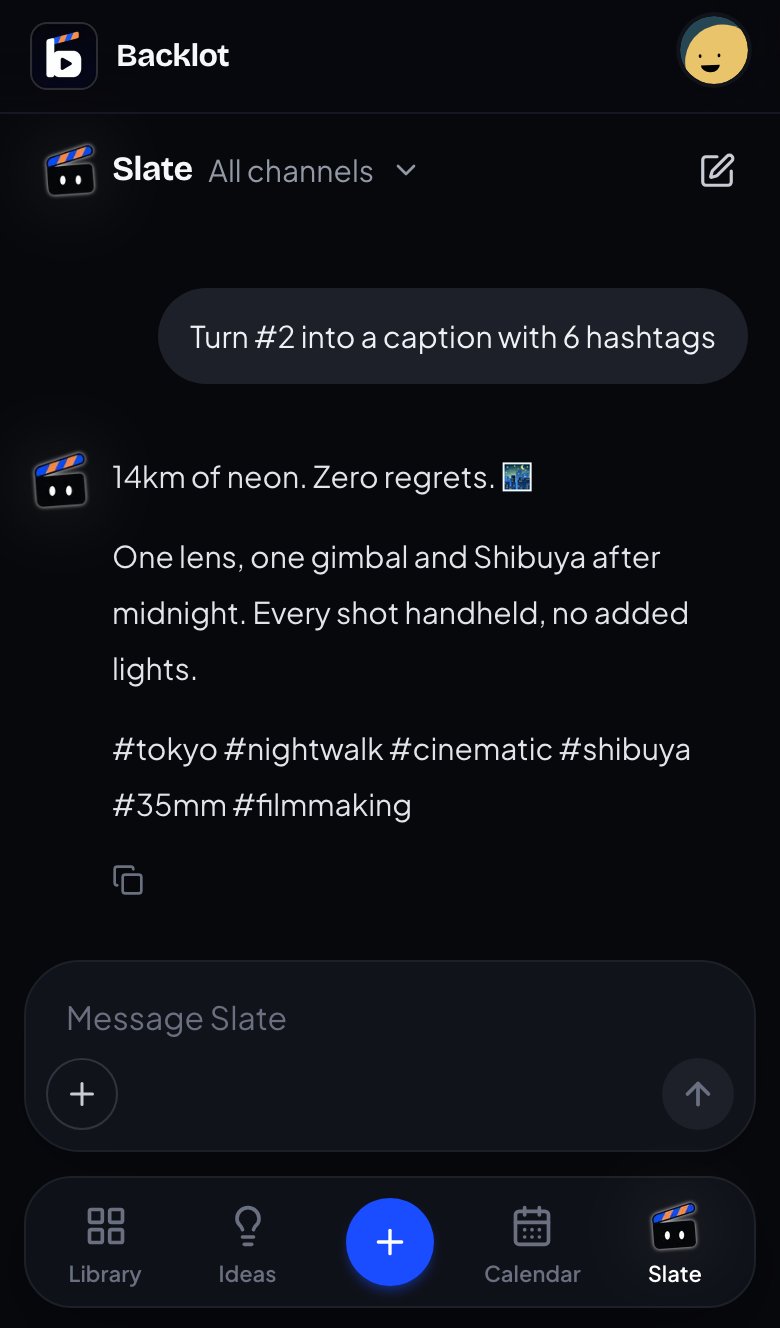 Backlot
Slate All channels
Turn #2 into a caption with 6 hashtags
14km of neon. Zero regrets. 🌃
One lens, one gimbal and Shibuya after
midnight. Every shot handheld, no added
lights.
#tokyo #nightwalk #cinematic #shibuya
#35mm #filmmaking
Message Slate
Library Ideas Calendar Slate